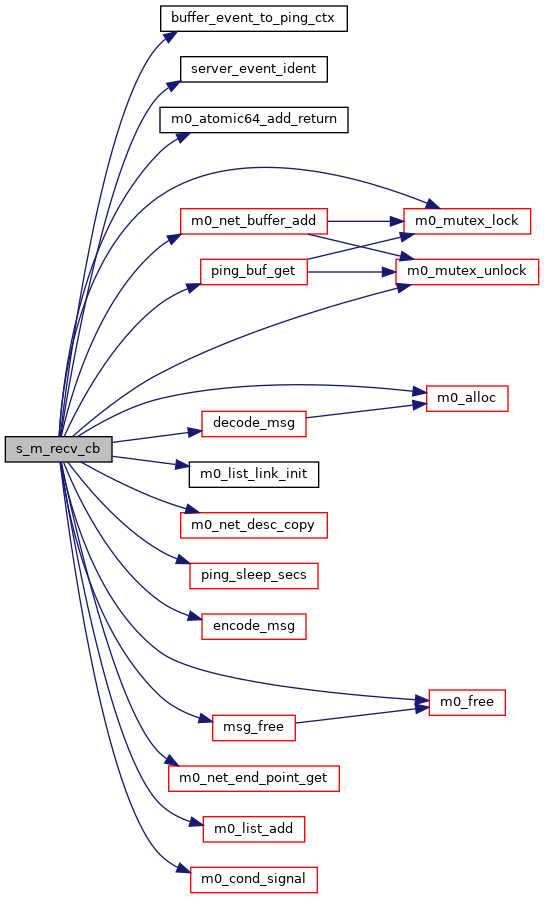 buffer_event_to_ping_ctx
server_event_ident
m0_atomic64_add_return
m0_net_buffer_add
m0_mutex_lock
ping_buf_get
m0_mutex_unlock
m0_alloc
decode_msg
s_m_recv_cb
m0_list_link_init
m0_net_desc_copy
ping_sleep_secs
encode_msg
m0_free
msg_free
m0_net_end_point_get
m0_list_add
m0_cond_signal